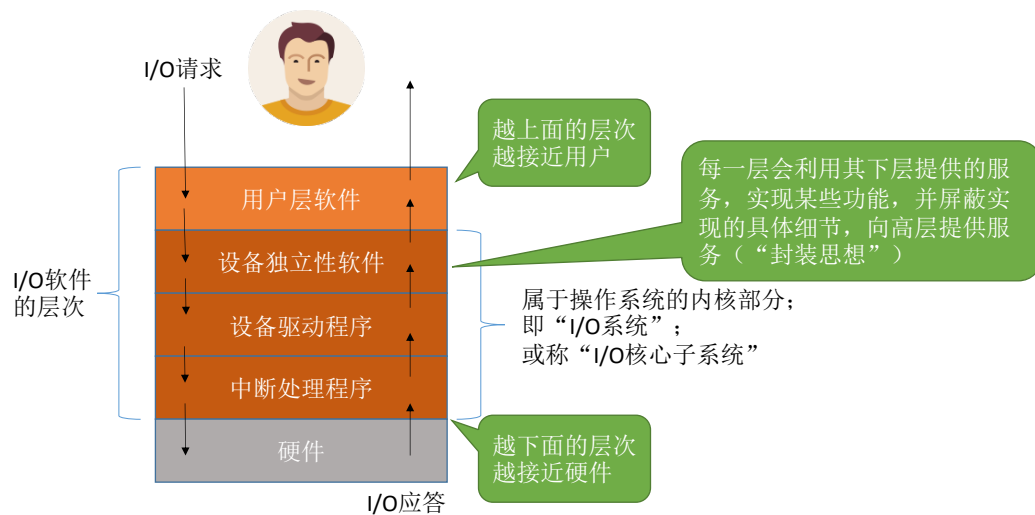 I/O请求
越上面的层次
越接近用户
每一层会利用其下层提供的服
务，实现某些功能，并屏蔽实
现的具体细节，向高层提供服
务（“封装思想”）
用户层软件
设备独立性软件
I/O软件
的层次
设备驱动程序
属于操作系统的内核部分；
即“I/O系统”；
或称“I/O核心子系统”
中断处理程序
硬件
越下面的层次
越接近硬件
I/O应答